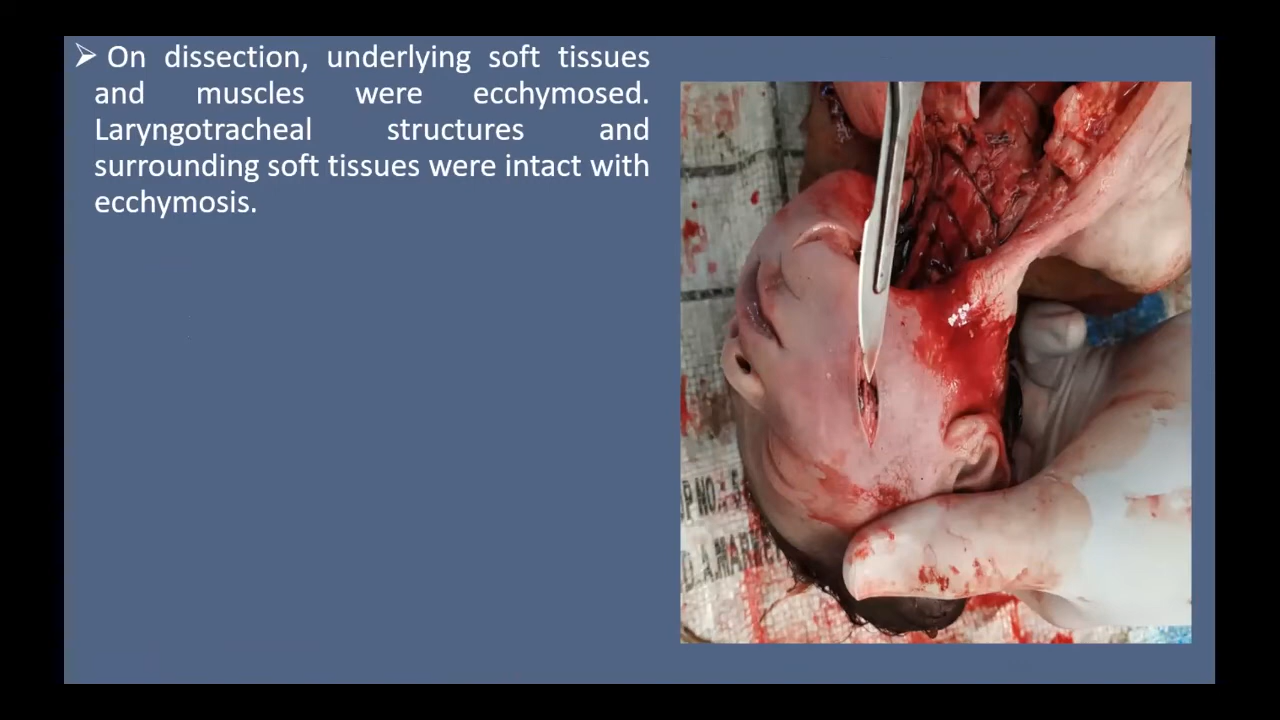 ➢ On dissection, underlying soft tissues
and muscles were ecchymosed.
Laryngotracheal structures and
surrounding soft tissues were intact with
ecchymosis.